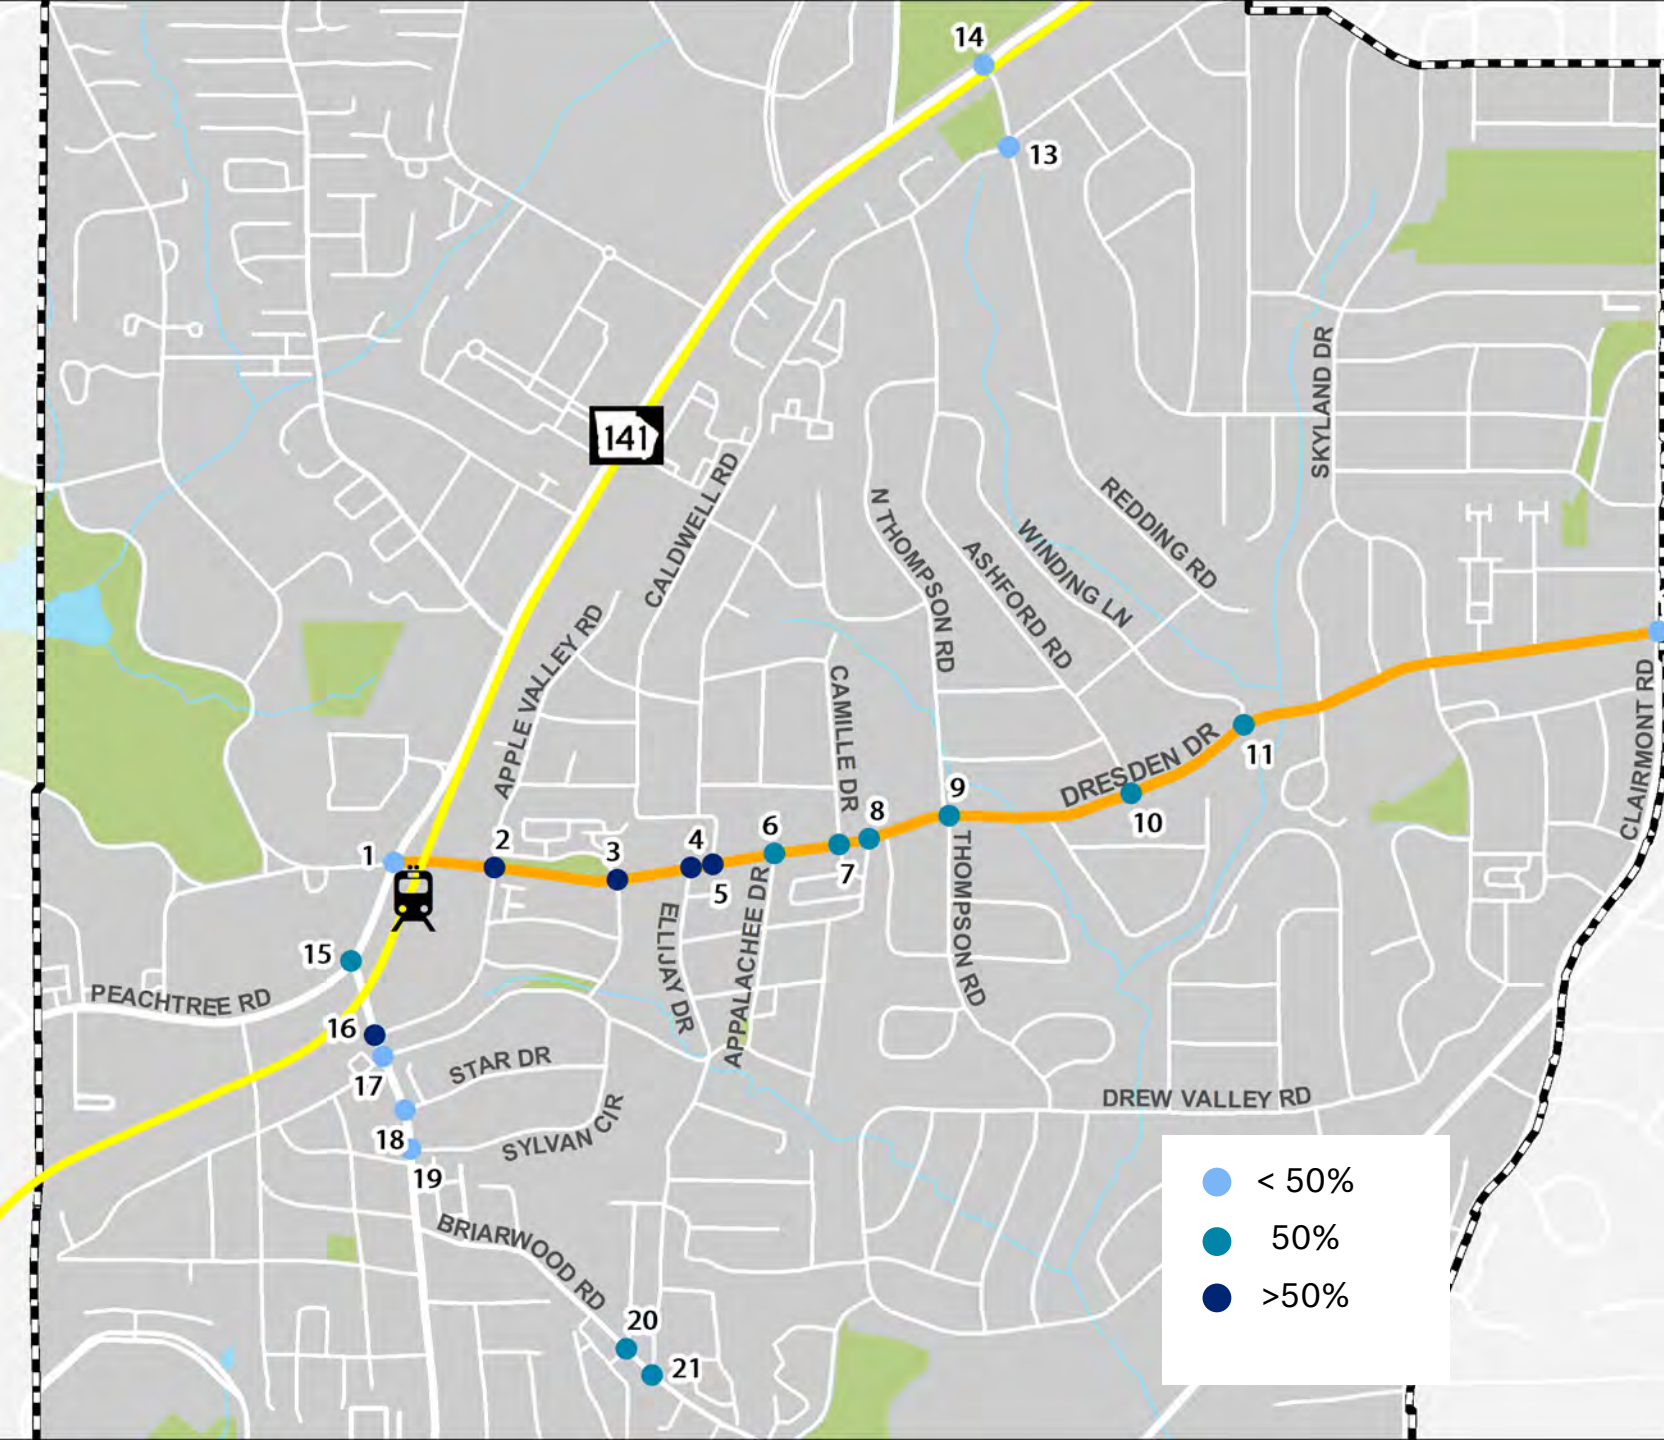 14
13
141
SKYLAND DR
CALDWELL RD
REDDING RD
N THOMPSON RD
WINDING LN
ASHFORD RD
APPLE VALLEY RD
CAMILLE DR
CLAIRMONT RD
DRESDEN DR
11
10
9
8
7
6
5
4
3
2
1
THOMPSON RD
ELLIJAY DR
APPALACHEE DR
15
PEACHTREE RD
16
17
STAR DR
18
SYLVAN CIR
19
DREW VALLEY RD
BRIARWOOD RD
20
21
< 50%
50%
>50%